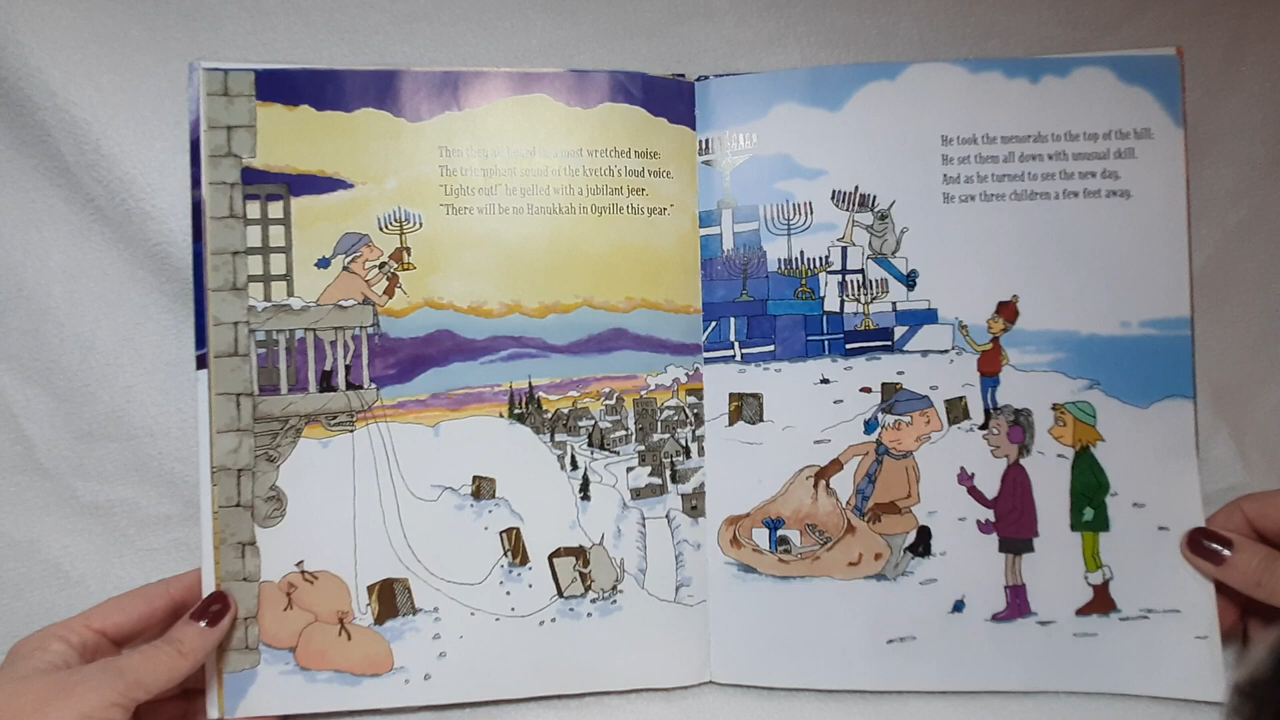 Then they all heard a most wretched noise:
The triumphant sound of the kvetch's loud voice.
"Lights out!" he yelled with a jubilant jeer.
"There will be no Hanukkah in Oyville this year."
He took the menorahs to the top of the hill;
He set them all down with unusual skill.
And as he turned to see the new day,
He saw three children a few feet away.